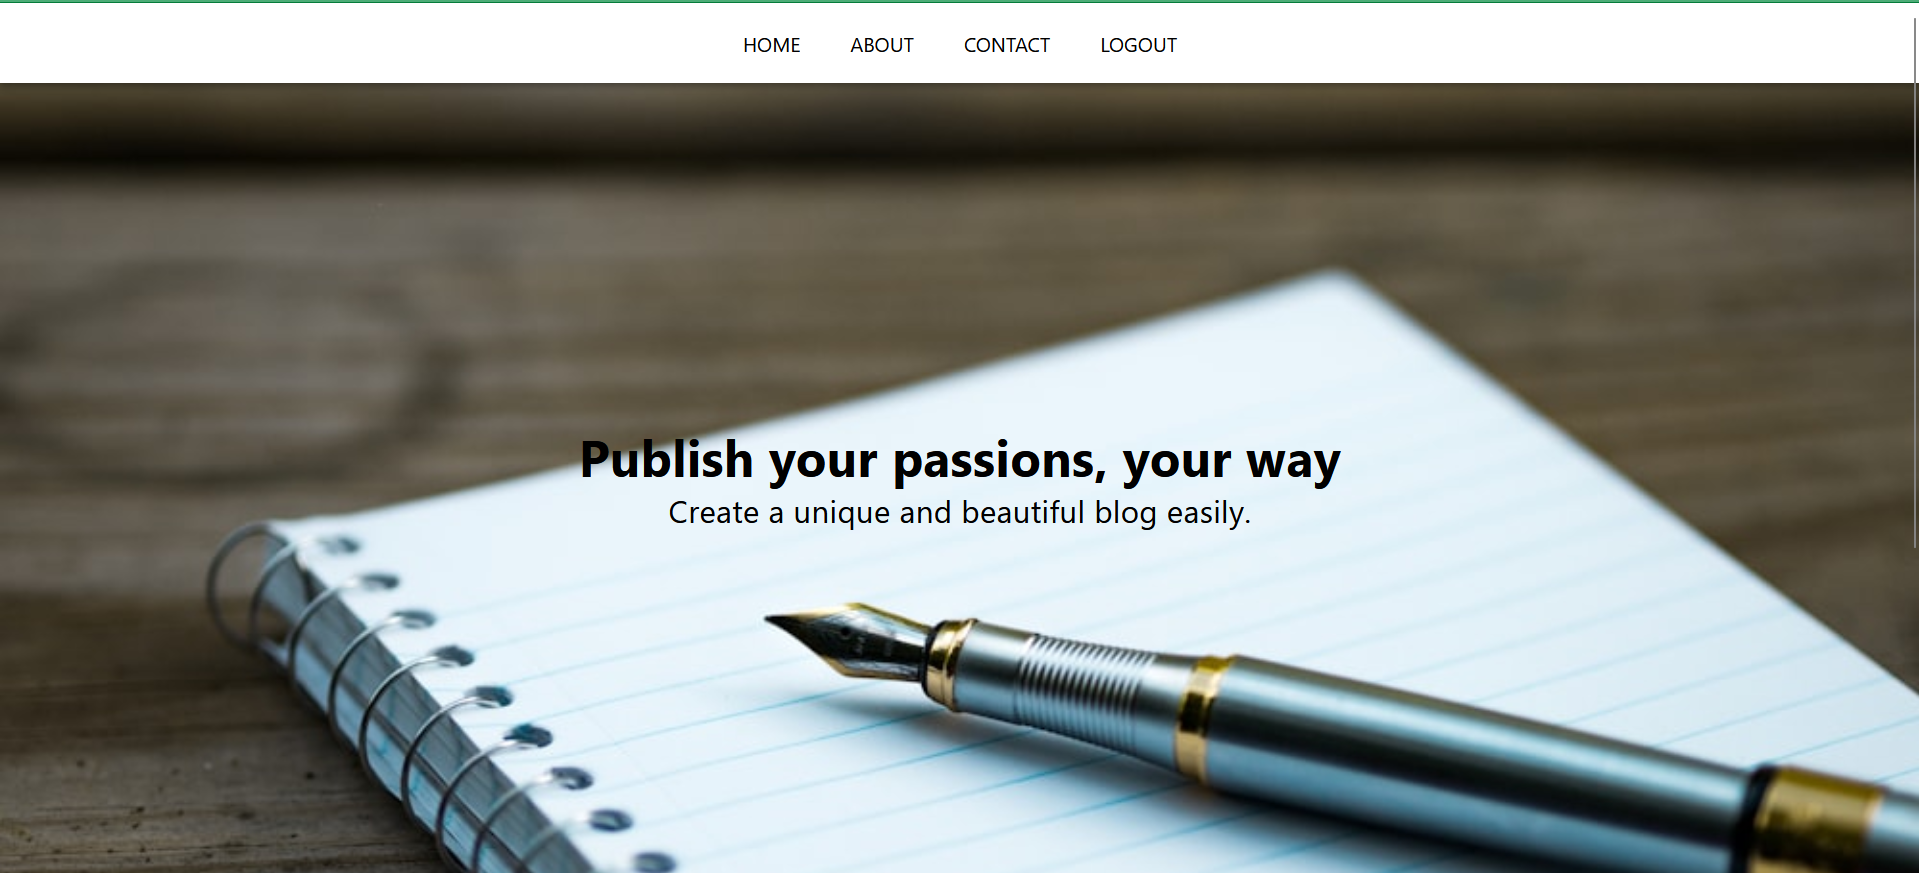 HOME ABOUT CONTACT LOGOUT
Publish your passions, your way
Create a unique and beautiful blog easily.